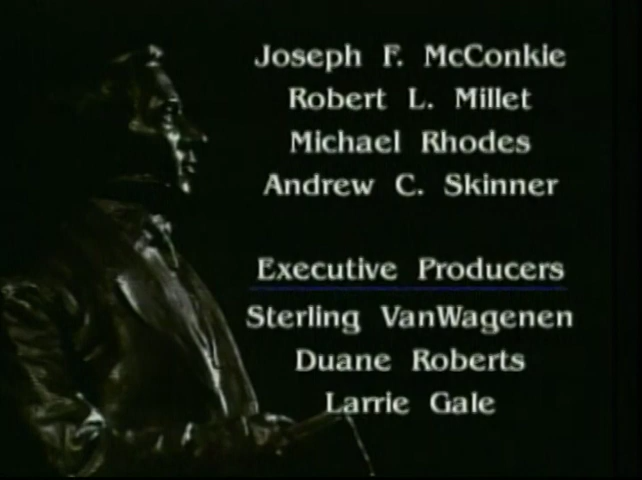 Joseph F. McConkie
Robert L. Millet
Michael Rhodes
Andrew C. Skinner
Executive Producers
Sterling VanWagenen
Duane Roberts
Larrie Gale